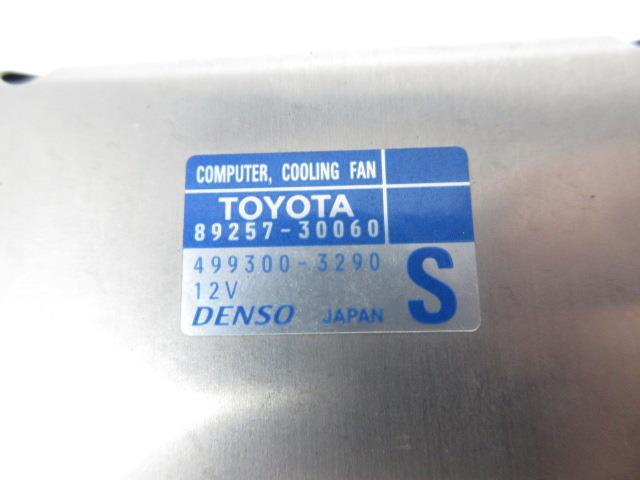 COMPUTER, COOLING FAN
TOYOTA
89257-30060
499300-3290
12V
S
DENSO JAPAN